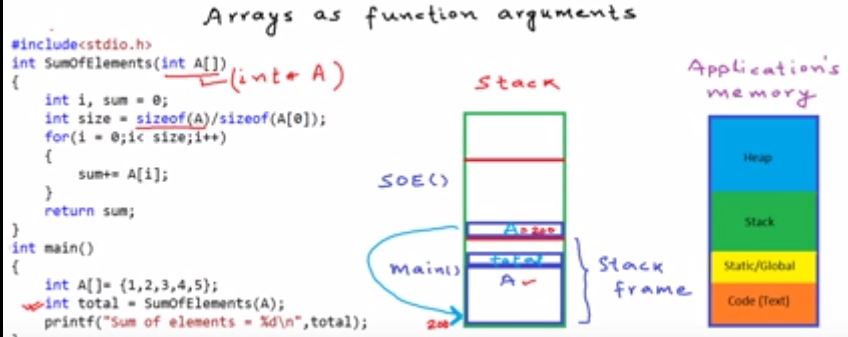 Arrays as function arguments
#include<stdio.h>
int SumOfElements(int A[])
(int* A)
{
int i, sum = 0;
int size = sizeof(A)/sizeof(A[0]);
for(i = 0;i< size;i++)
{
sum+= A[i];
}
return sum;
}
int main()
{
int A[]= {1,2,3,4,5};
int total = SumOfElements(A);
printf("Sum of elements = %d\n",total);
Stack
SOE()
A=200
Main()
total
A
200
Stack
frame
Application's
memory
Heap
Stack
Static/Global
Code (Text)